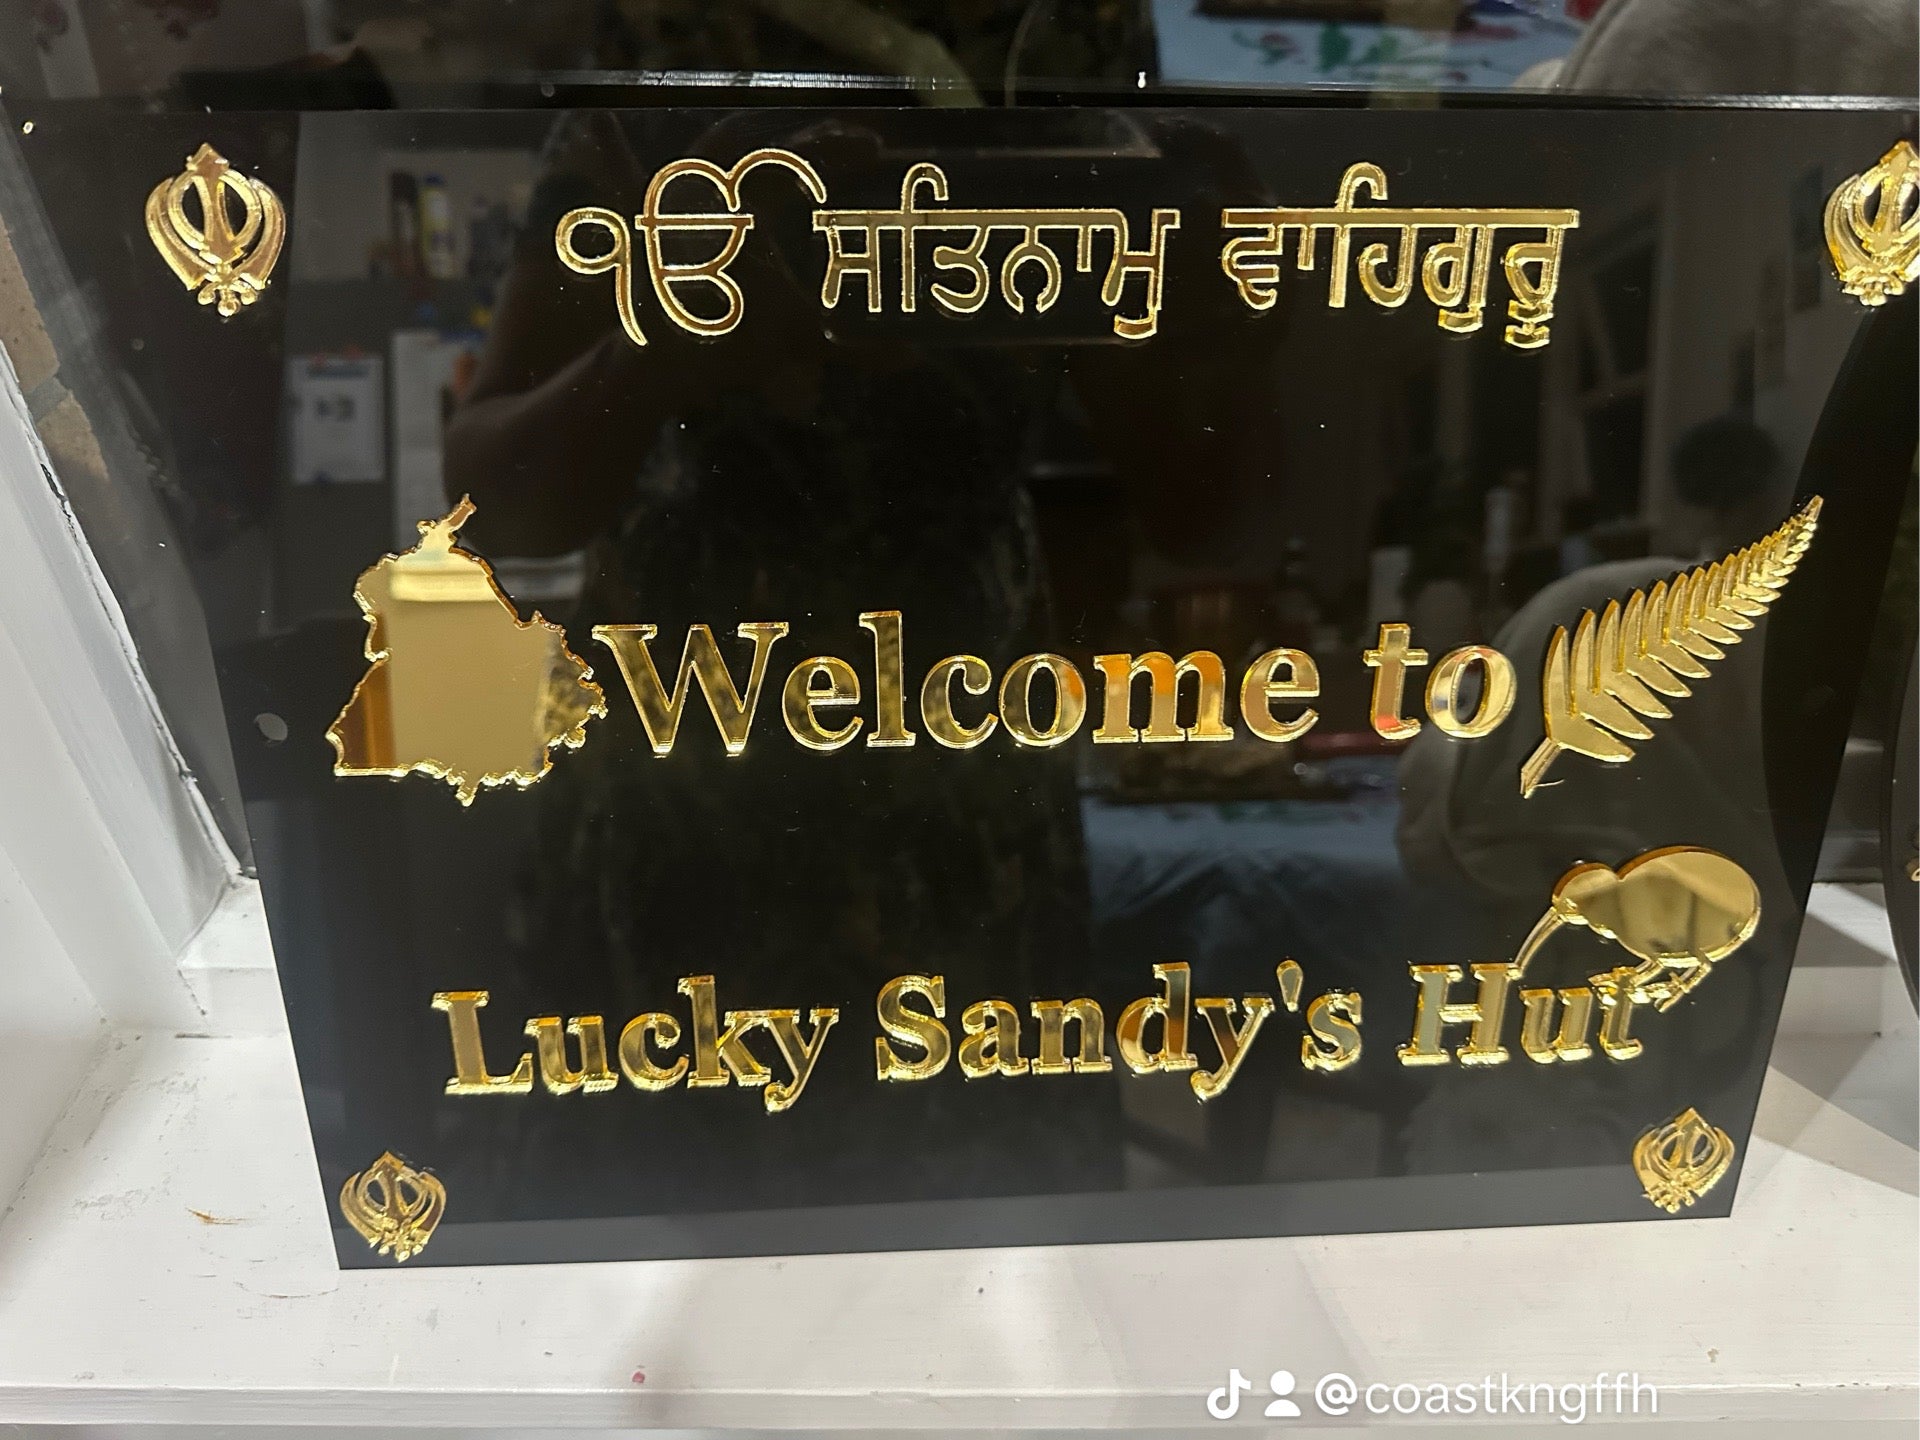 ੴ ਸਤਿਨਾਮੁ ਵਾਹਿਗੁਰੂ
Welcome to
Lucky Sandy's Hut
@coastkngffh